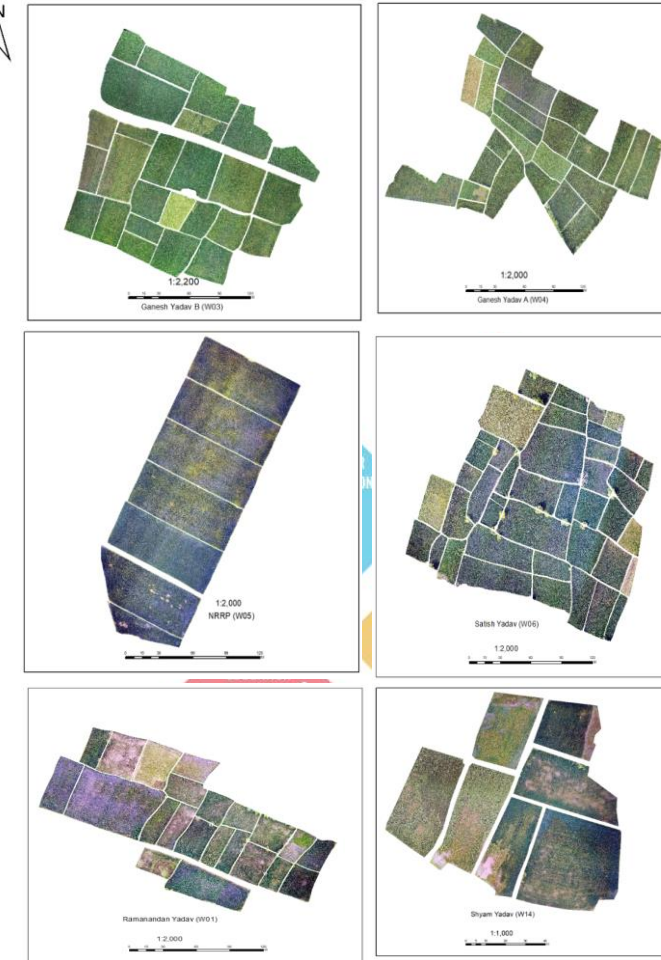 N
1:2,200
Ganesh Yadav B (W03)
1:2,000
Ganesh Yadav A (W04)
1:2,000
NRRP (W05)
Satish Yadav (W06)
1:2,000
Ramanandan Yadav (W01)
1:2,000
Shyam Yadav (W14)
1:1,000